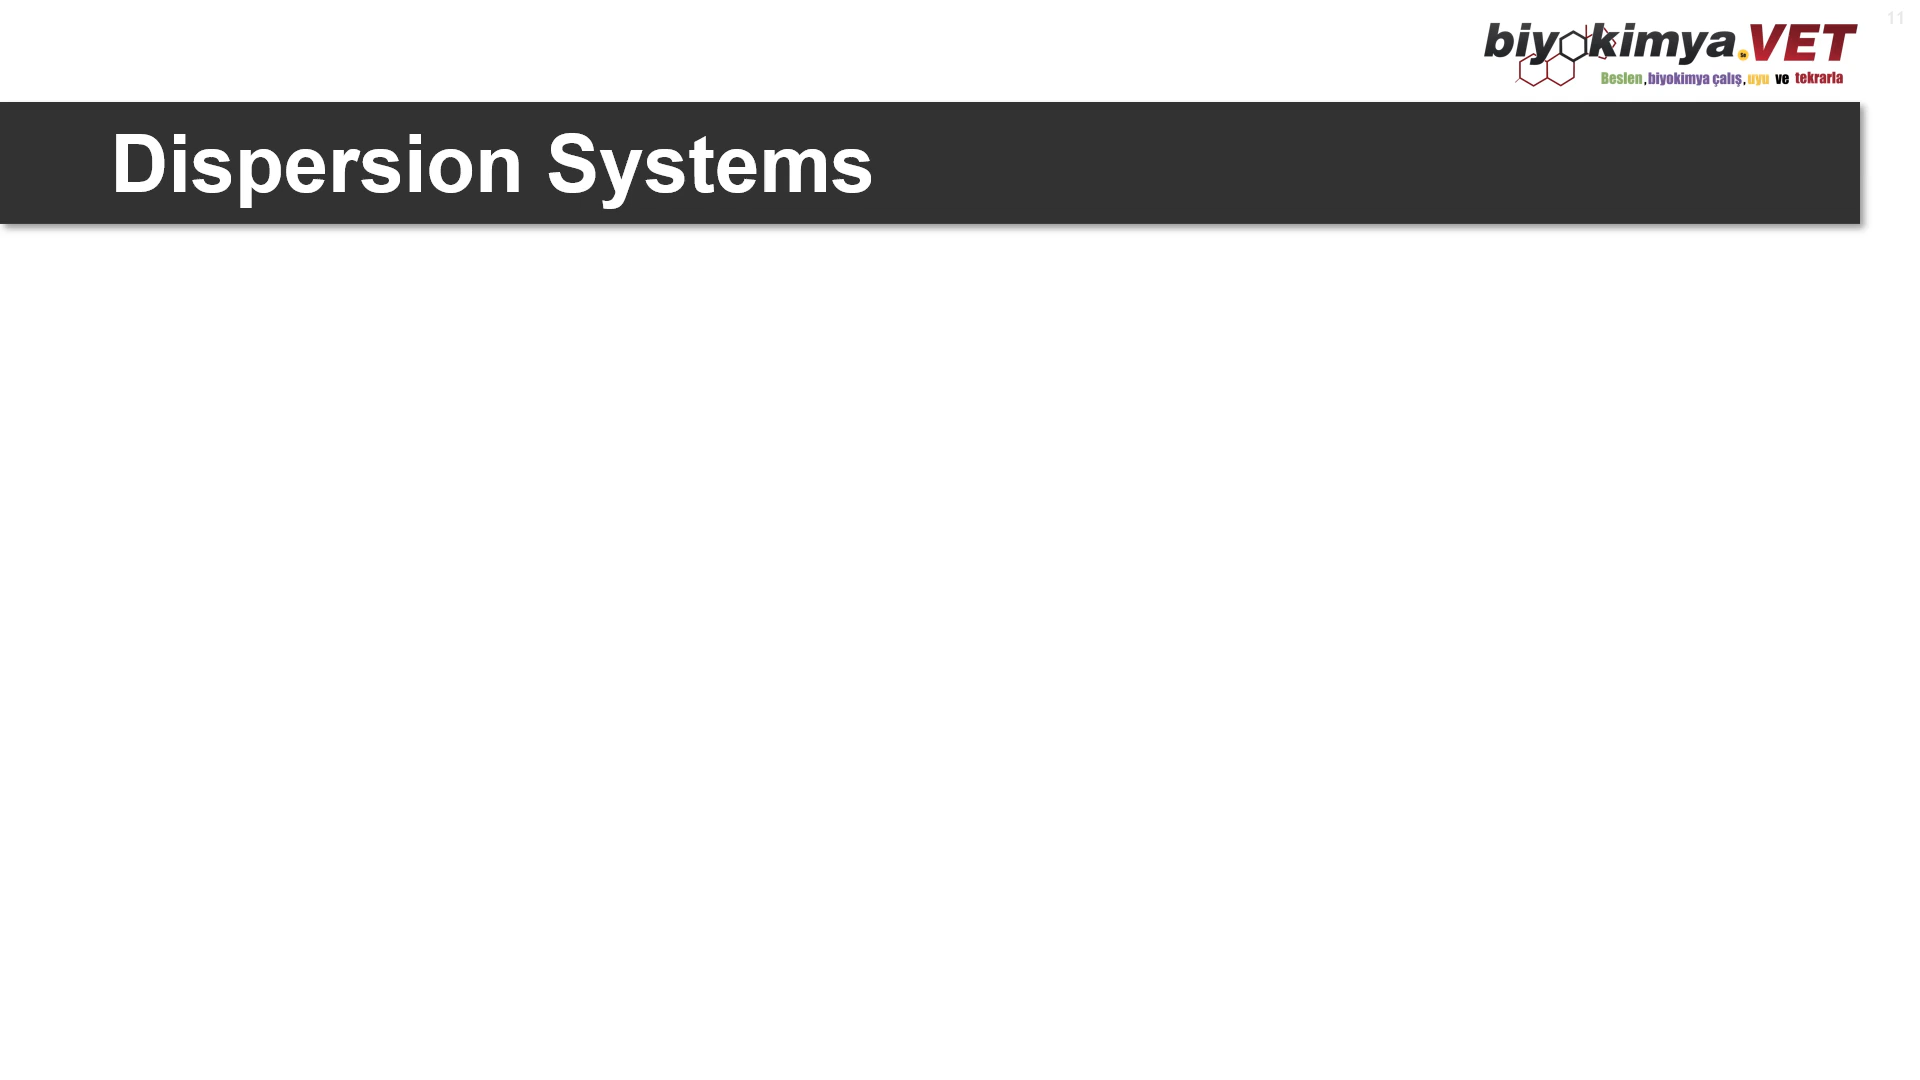 11
biyokimya.VET
Beslen, biyokimya çalış, uyu ve tekrarla
Dispersion Systems